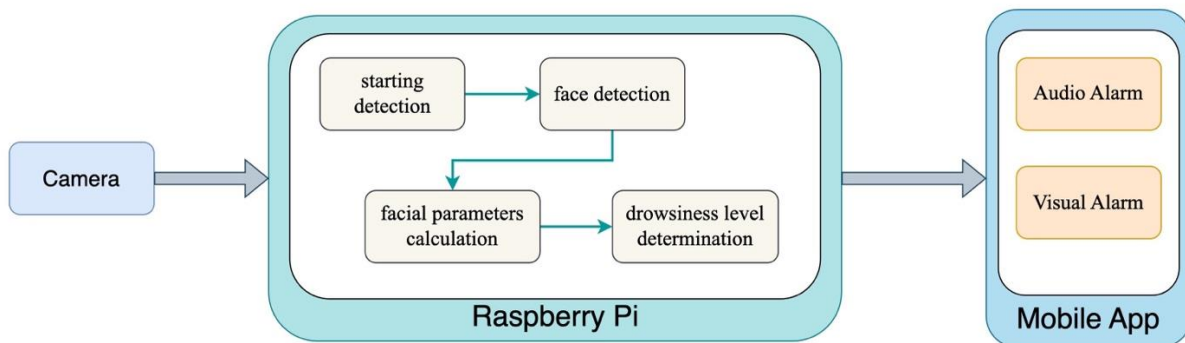 Camera
starting
detection
face detection
facial parameters
calculation
drowsiness level
determination
Raspberry Pi
Audio Alarm
Visual Alarm
Mobile App